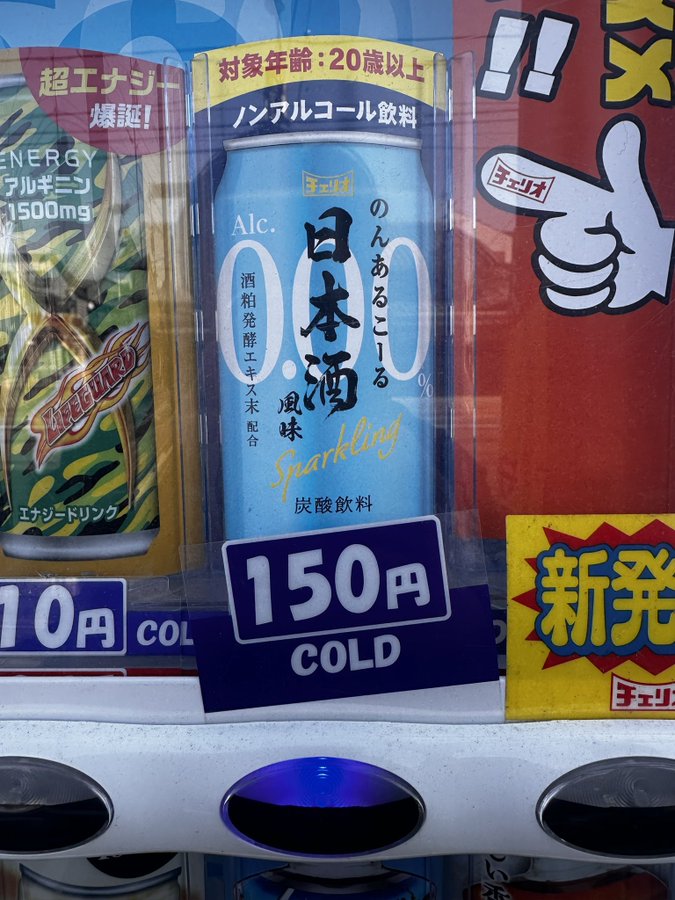 超エナジー
爆誕!
ENERGY
アルギニン
1500mg
LIFEGUARD
エナジードリンク
10円
COL
対象年齢:20歳以上
ノンアルコール飲料
チェリオ
Alc.
0.00%
のんあるこーる
日本酒
風味
酒粕発酵エキス末 配合
Sparkling
炭酸飲料
150円
COLD
!!
チェリオ
新発
チェリオ